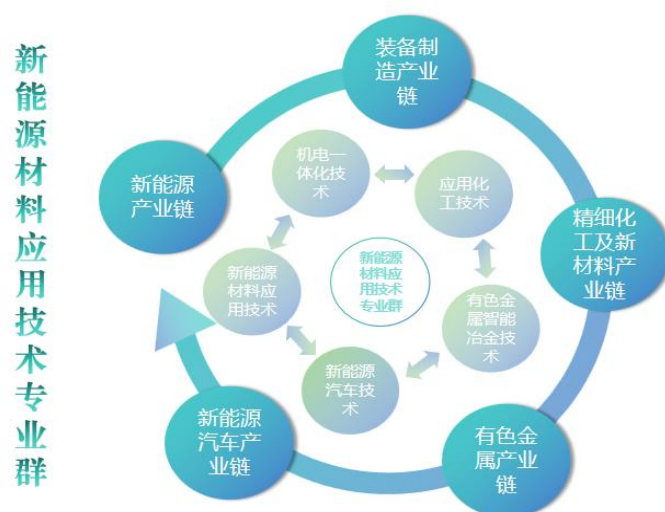 新能源材料应用技术专业群
装备制
造产业
链
新能源
产业链
机电一
体化技
术
应用化
工技术
精细化
工及新
材料产
业链
新能源
材料应
用技术
专业群
新能源
材料应
用技术
有色金
属智能
冶金技
术
新能源
汽车技
术
新能源
汽车产
业链
有色金
属产业
链